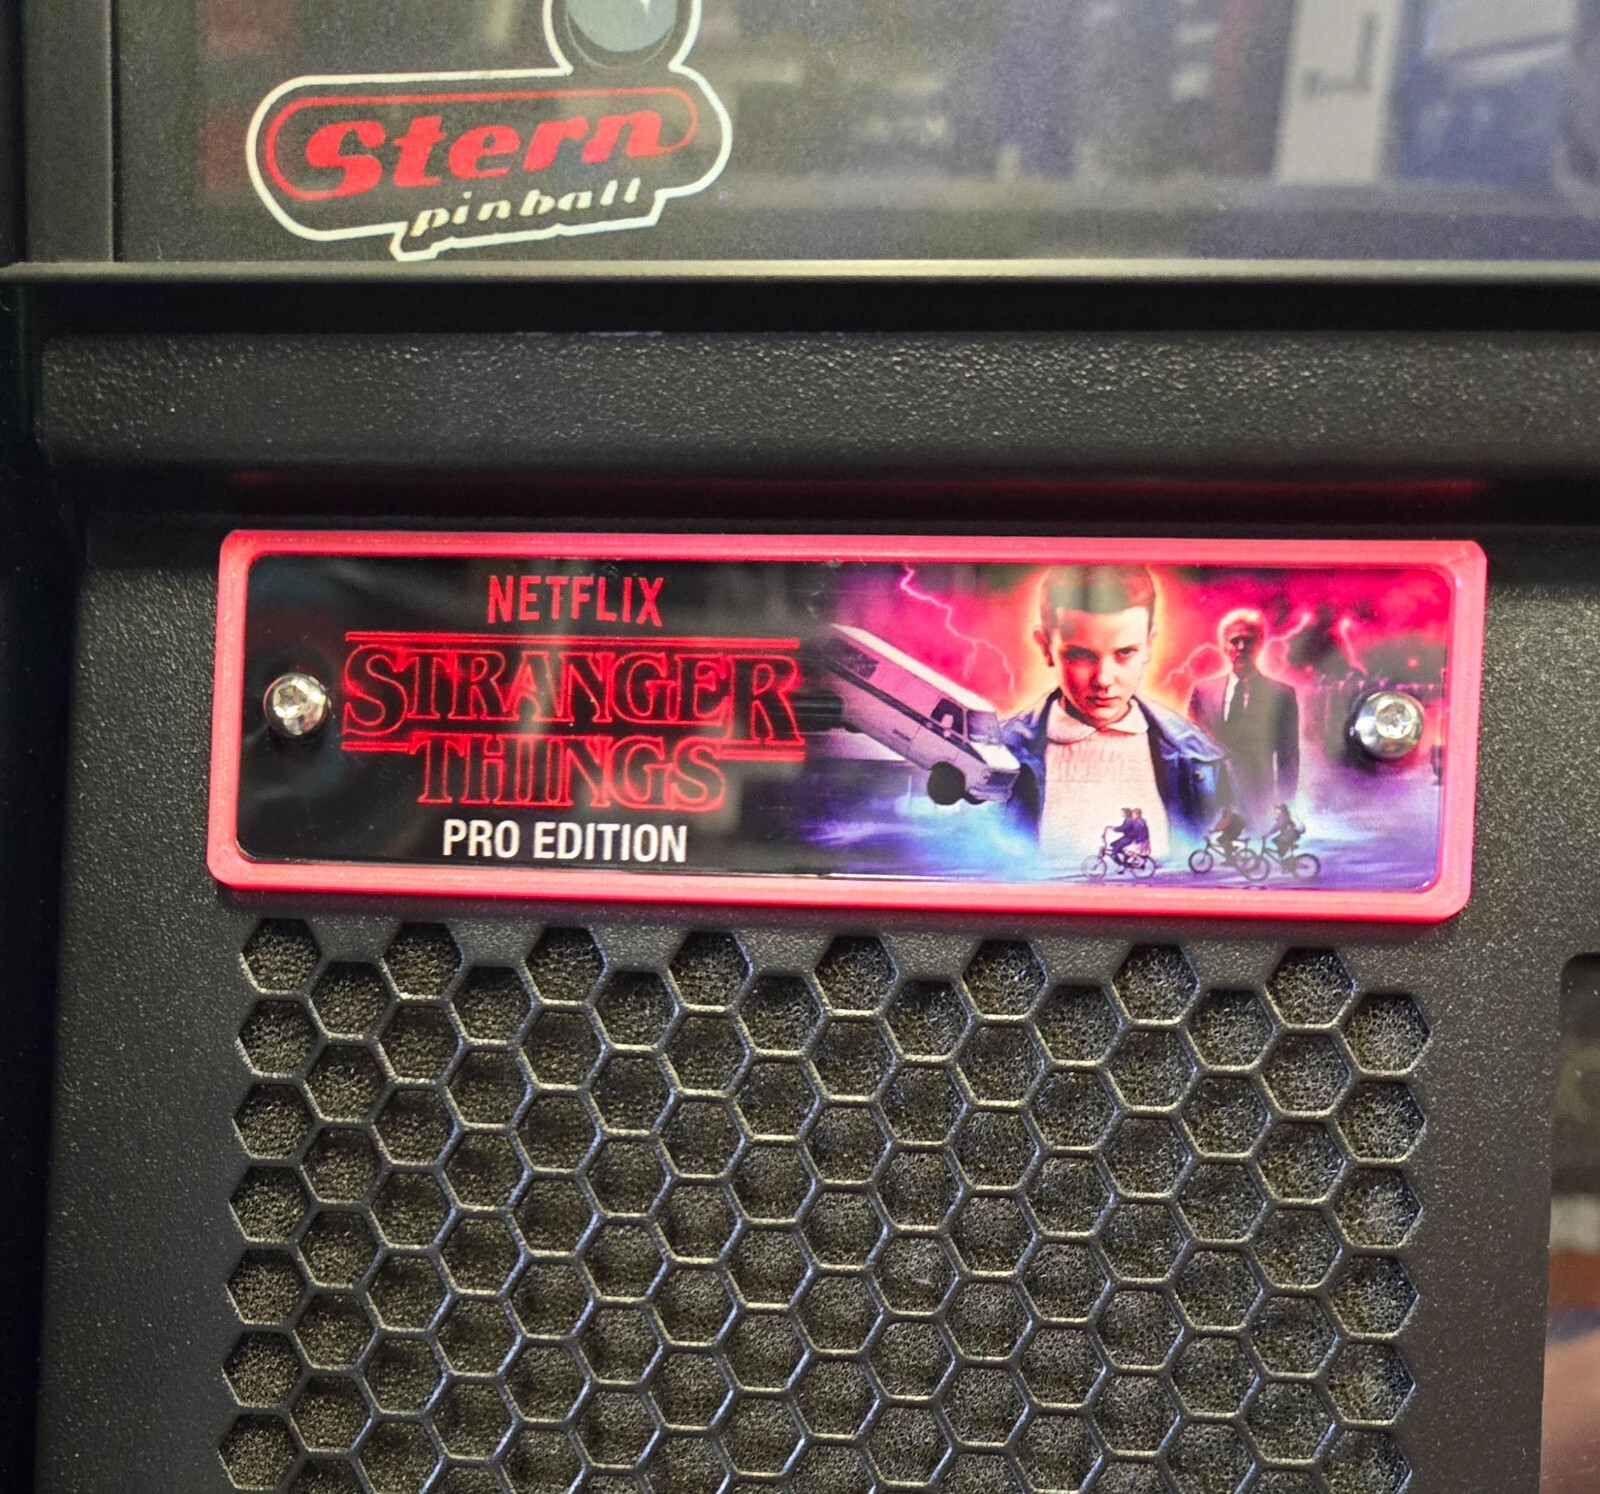 Stern
pinball
NETFLIX
STRANGER
THINGS
PRO EDITION